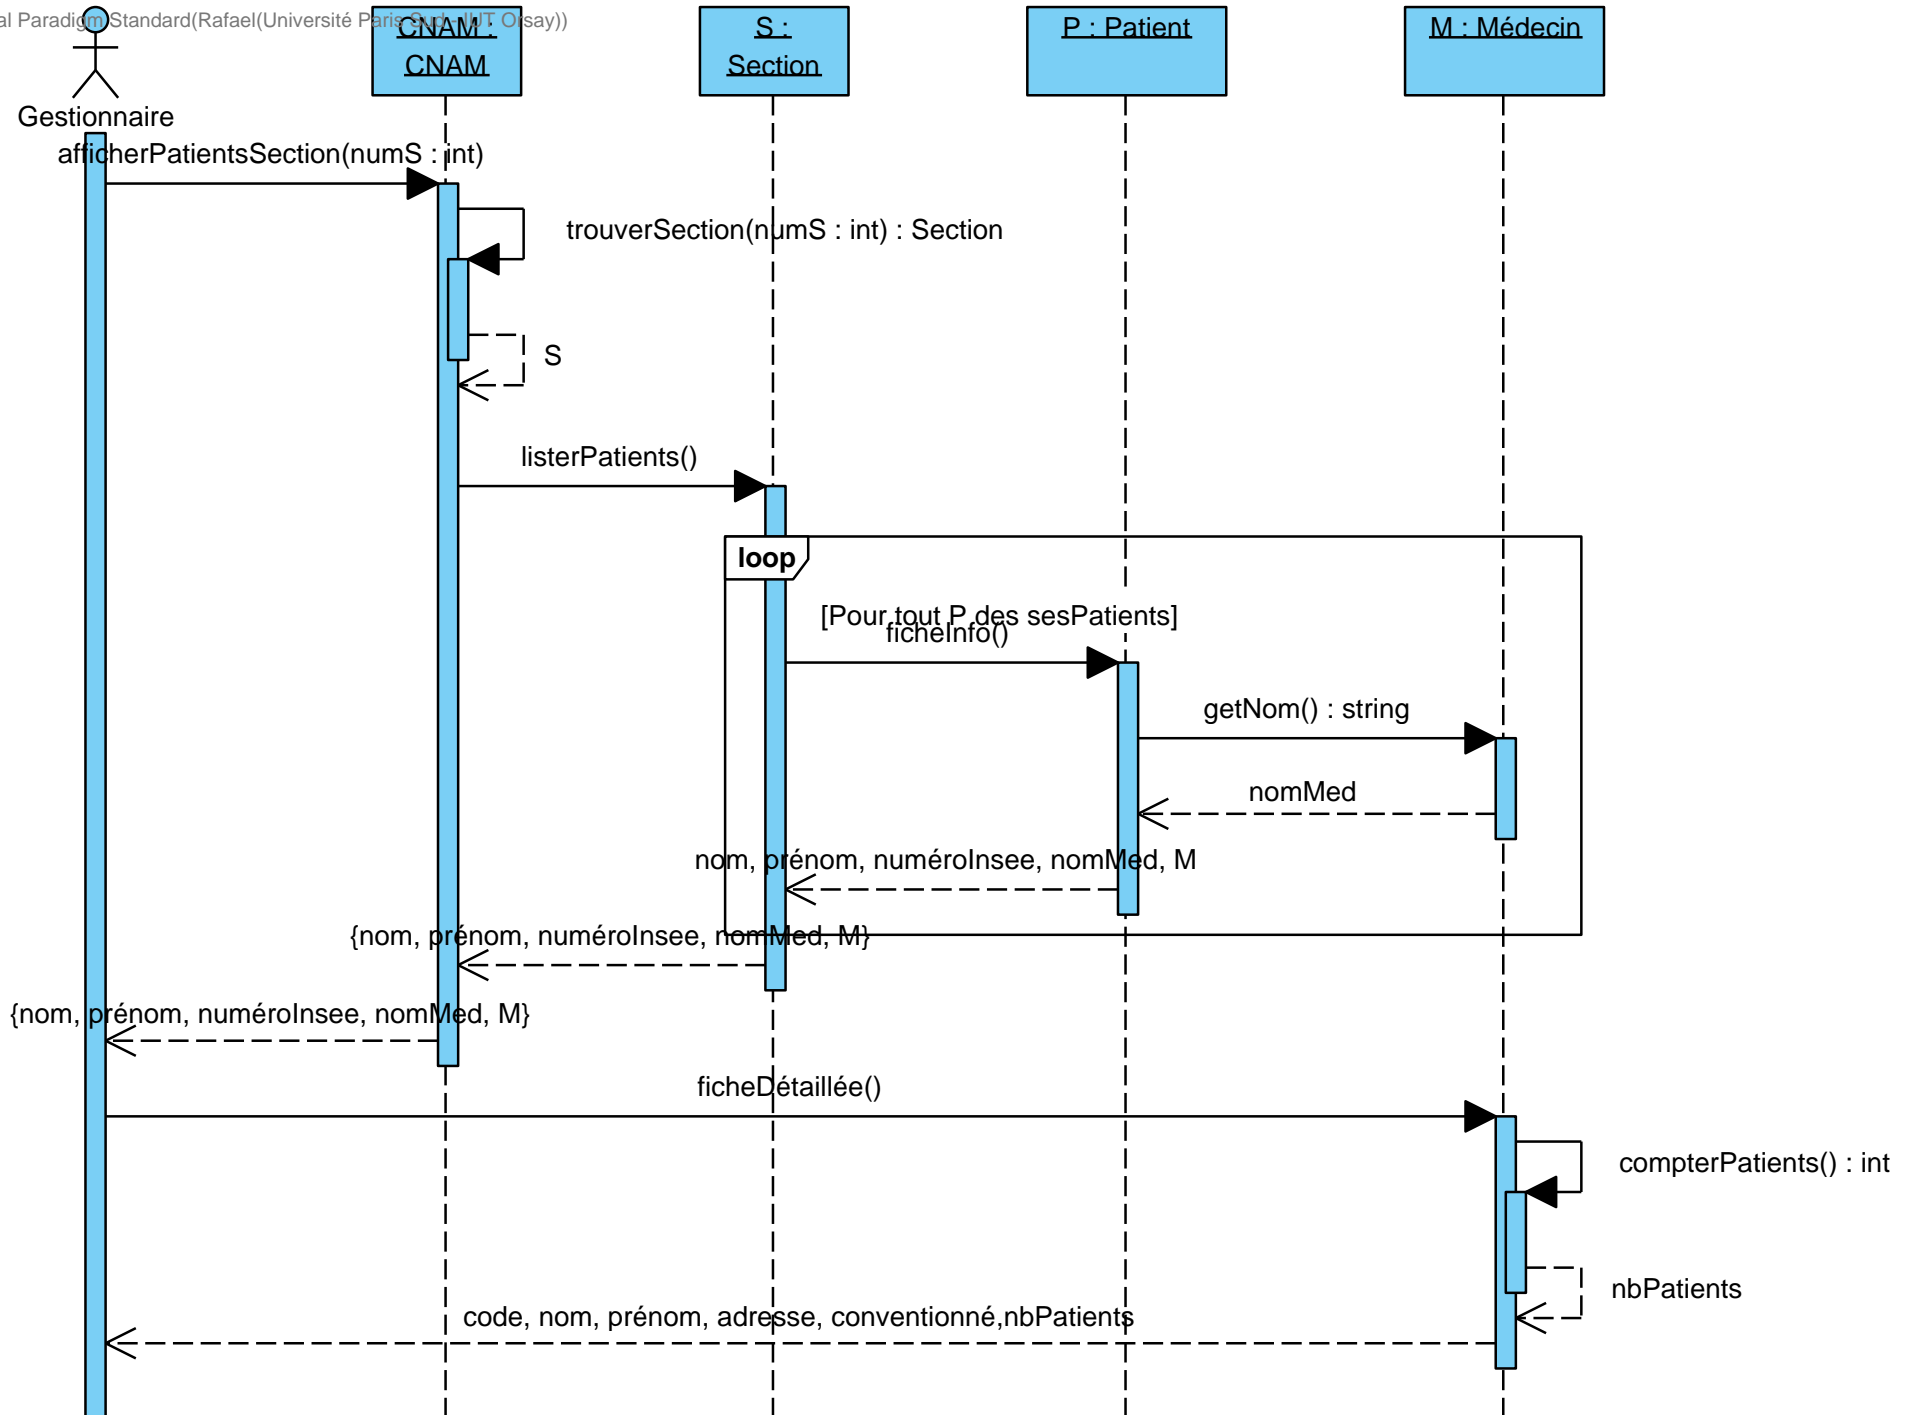 al Paradigm Standard(Rafael(Université Paris Sud - IUT Orsay))
CNAM :
CNAM
S :
Section
P : Patient
M : Médecin
Gestionnaire
afficherPatientsSection(numS : int)
trouverSection(numS : int) : Section
S
listerPatients()
loop
[Pour tout P des sesPatients]
ficheInfo()
getNom() : string
nomMed
nom, prénom, numéroInsee, nomMed, M
{nom, prénom, numéroInsee, nomMed, M}
{nom, prénom, numéroInsee, nomMed, M}
ficheDétaillée()
compterPatients() : int
nbPatients
code, nom, prénom, adresse, conventionné,nbPatients